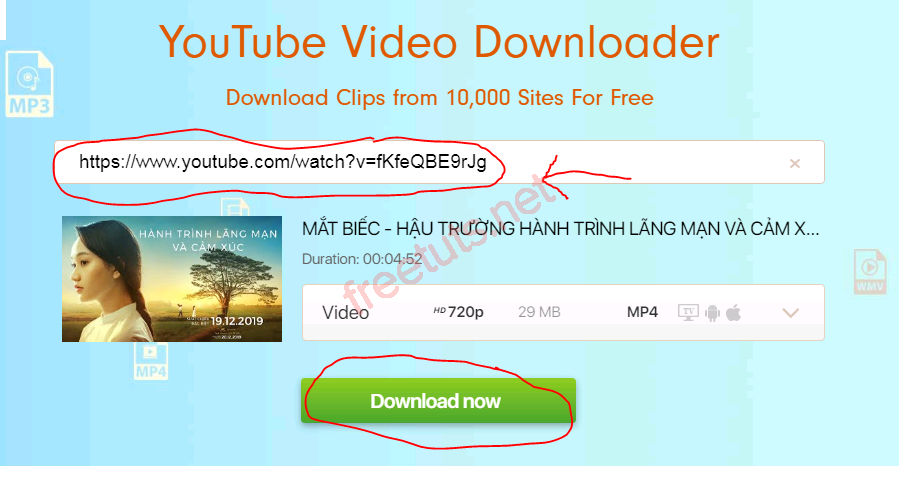 YouTube Video Downloader
Download Clips from 10,000 Sites For Free
MP3
https://www.youtube.com/watch?v=fKfeQBE9rJg
×
HÀNH TRÌNH LÃNG MẠN
VÀ CẢM XÚC
19.12.2019
MẮT BIẾC - HẬU TRƯỜNG HÀNH TRÌNH LÃNG MẠN VÀ CẢM X...
Duration: 00:04:52
freetuts.net
Video HD 720p 29 MB MP4 TV
WMV
MP4
Download now